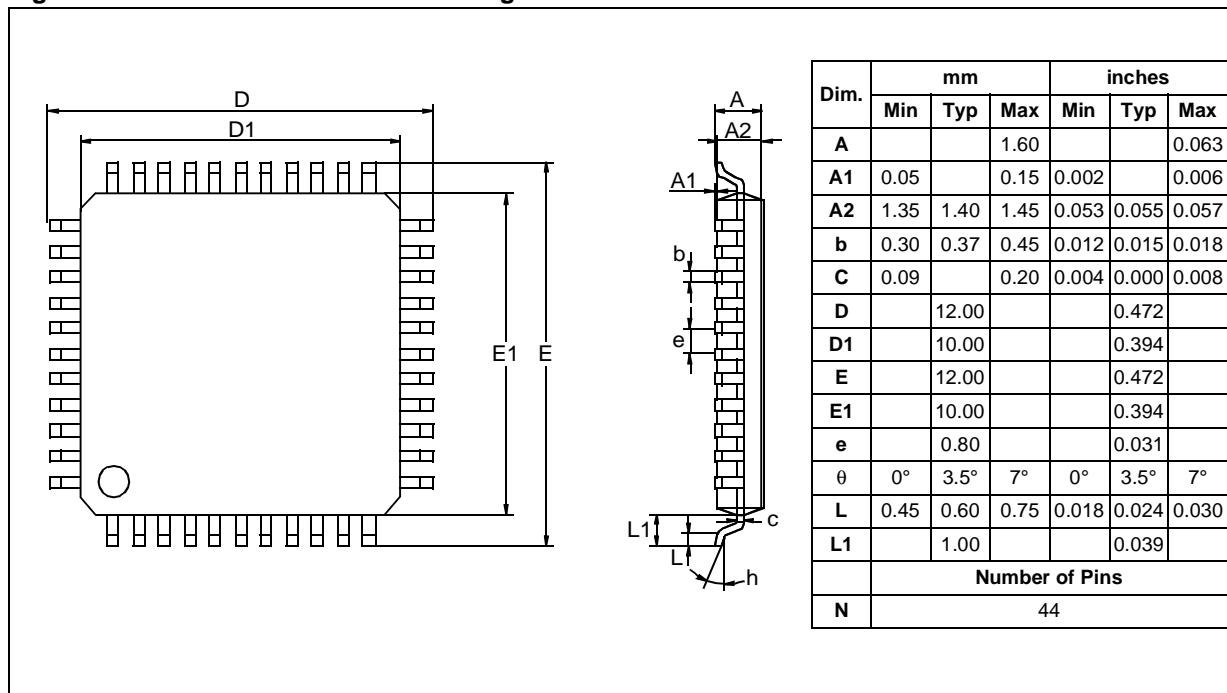 D
D1
E1 E
A
A2
A1
b
e
c
L1
L
h
Dim. mm inches
Min Typ Max Min Typ Max
A 1.60 0.063
A1 0.05 0.15 0.002 0.006
A2 1.35 1.40 1.45 0.053 0.055 0.057
b 0.30 0.37 0.45 0.012 0.015 0.018
C 0.09 0.20 0.004 0.000 0.008
D 12.00 0.472
D1 10.00 0.394
E 12.00 0.472
E1 10.00 0.394
e 0.80 0.031
θ 0° 3.5° 7° 0° 3.5° 7°
L 0.45 0.60 0.75 0.018 0.024 0.030
L1 1.00 0.039
Number of Pins
N 44